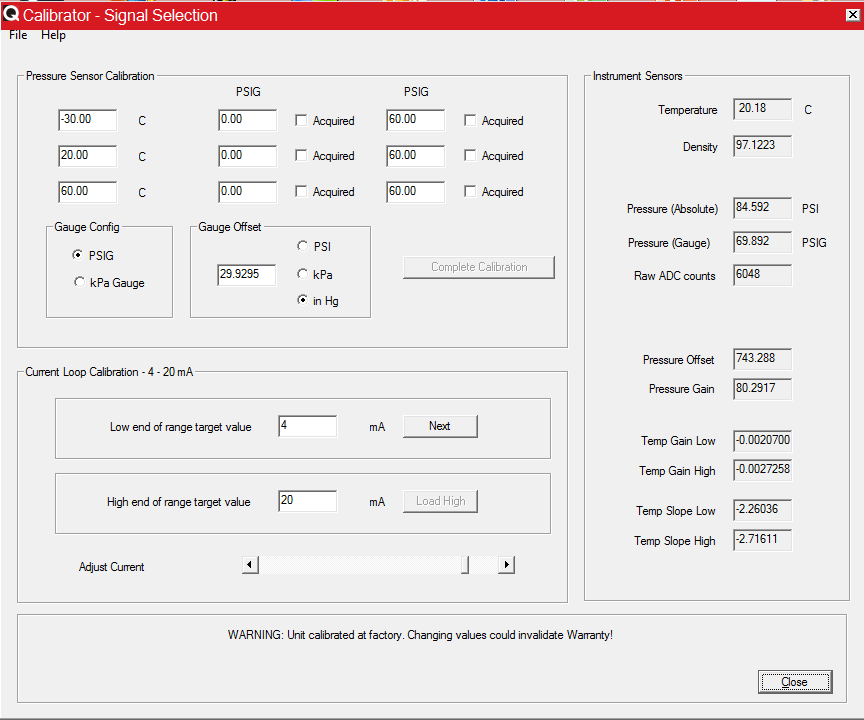 Calibrator - Signal Selection
File Help
Pressure Sensor Calibration
PSIG PSIG
-30.00 C 0.00 Acquired 60.00 Acquired
20.00 C 0.00 Acquired 60.00 Acquired
60.00 C 0.00 Acquired 60.00 Acquired
Gauge Config
PSIG
kPa Gauge
Gauge Offset
29.9295
PSI
kPa
in Hg
Complete Calibration
Current Loop Calibration - 4 - 20 mA
Low end of range target value 4 mA Next
High end of range target value 20 mA Load High
Adjust Current
Instrument Sensors
Temperature 20.18 C
Density 97.1223
Pressure (Absolute) 84.592 PSI
Pressure (Gauge) 69.892 PSIG
Raw ADC counts 6048
Pressure Offset 743.288
Pressure Gain 80.2917
Temp Gain Low -0.0020700
Temp Gain High -0.0027258
Temp Slope Low -2.26036
Temp Slope High -2.71611
WARNING: Unit calibrated at factory. Changing values could invalidate Warranty!
Close